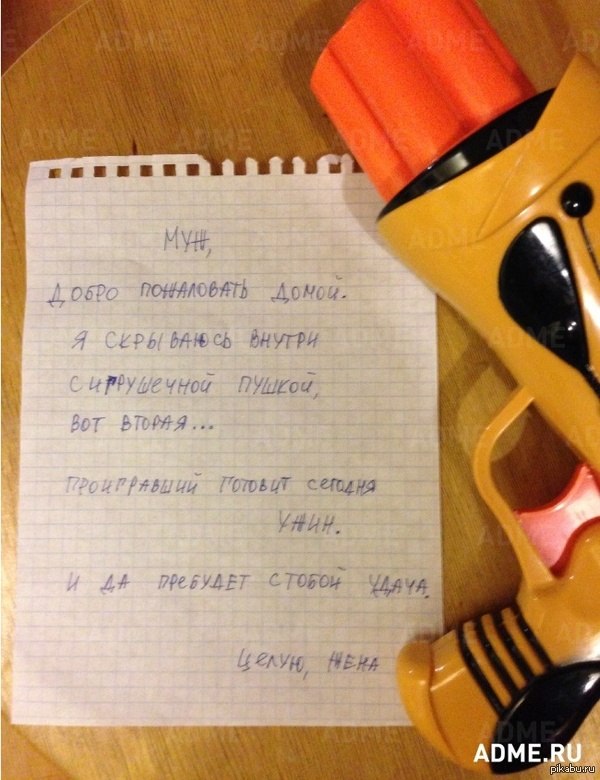 МУЖ,
ДОБРО ПОЖАЛОВАТЬ ДОМОЙ.
Я СКРЫВАЮСЬ ВНУТРИ
С ИГРУШЕЧНОЙ ПУШКОЙ,
ВОТ ВТОРАЯ...
ПРОИГРАВШИЙ ГОТОВИТ СЕГОДНЯ
УЖИН.
И ДА ПРЕБУДЕТ С ТОБОЙ УДАЧА.
ЦЕЛУЮ, ЖЕНА
ADME.RU
pikabu.ru